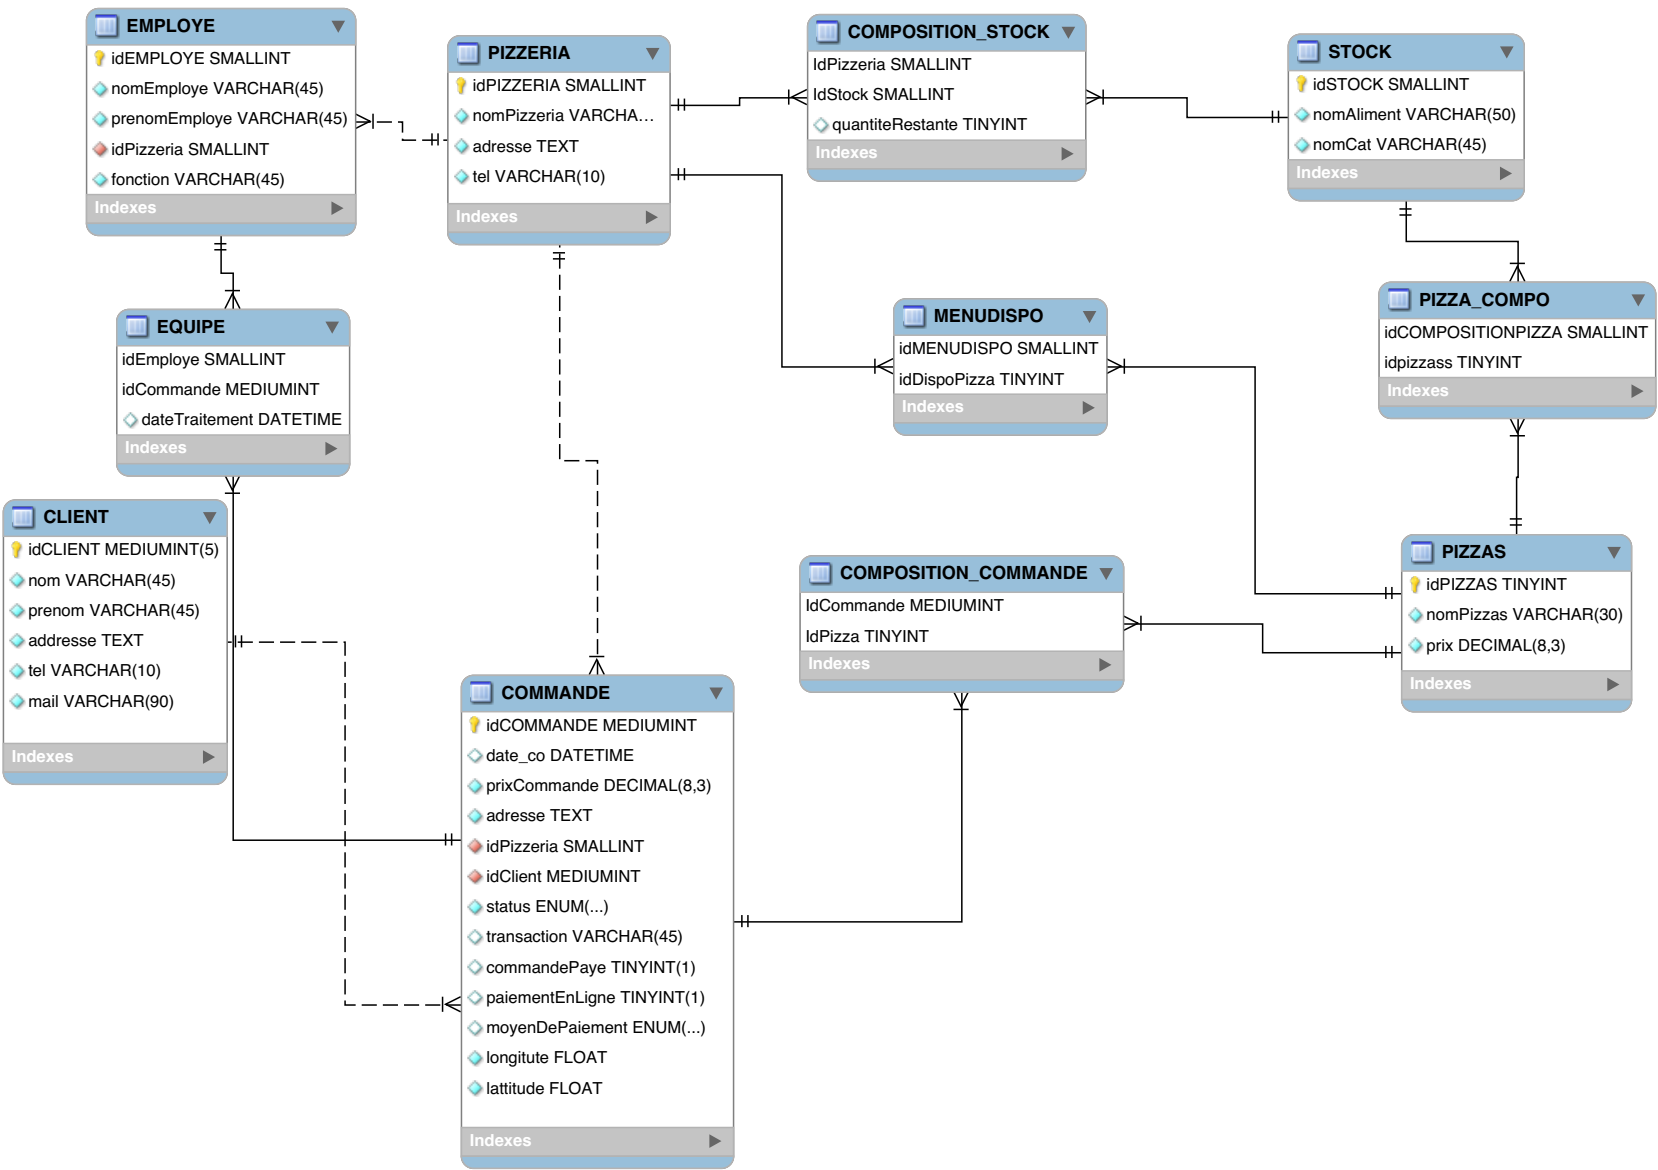 EMPLOYE
idEMPLOYE SMALLINT
nomEmploye VARCHAR(45)
prenomEmploye VARCHAR(45)
idPizzeria SMALLINT
fonction VARCHAR(45)
Indexes
PIZZERIA
idPIZZERIA SMALLINT
nomPizzeria VARCHA...
adresse TEXT
tel VARCHAR(10)
Indexes
COMPOSITION_STOCK
IdPizzeria SMALLINT
IdStock SMALLINT
quantiteRestante TINYINT
Indexes
STOCK
idSTOCK SMALLINT
nomAliment VARCHAR(50)
nomCat VARCHAR(45)
Indexes
EQUIPE
idEmploye SMALLINT
idCommande MEDIUMINT
dateTraitement DATETIME
Indexes
MENUDISPO
idMENUDISPO SMALLINT
idDispoPizza TINYINT
Indexes
PIZZA_COMPO
idCOMPOSITIONPIZZA SMALLINT
idpizzass TINYINT
Indexes
CLIENT
idCLIENT MEDIUMINT(5)
nom VARCHAR(45)
prenom VARCHAR(45)
addresse TEXT
tel VARCHAR(10)
mail VARCHAR(90)
Indexes
COMPOSITION_COMMANDE
IdCommande MEDIUMINT
IdPizza TINYINT
Indexes
PIZZAS
idPIZZAS TINYINT
nomPizzas VARCHAR(30)
prix DECIMAL(8,3)
Indexes
COMMANDE
idCOMMANDE MEDIUMINT
date_co DATETIME
prixCommande DECIMAL(8,3)
adresse TEXT
idPizzeria SMALLINT
idClient MEDIUMINT
status ENUM(...)
transaction VARCHAR(45)
commandePaye TINYINT(1)
paiementEnLigne TINYINT(1)
moyenDePaiement ENUM(...)
longitute FLOAT
lattitude FLOAT
Indexes